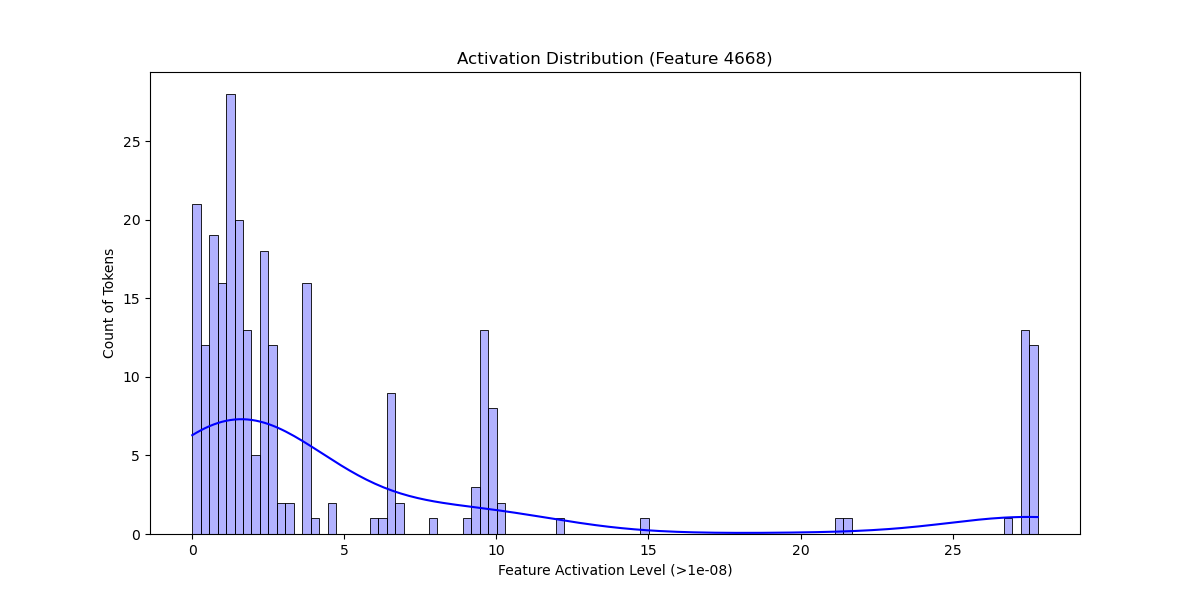 Activation Distribution (Feature 4668)
25
20
15
10
5
0
Count of Tokens
0 5 10 15 20 25
Feature Activation Level (>1e-08)